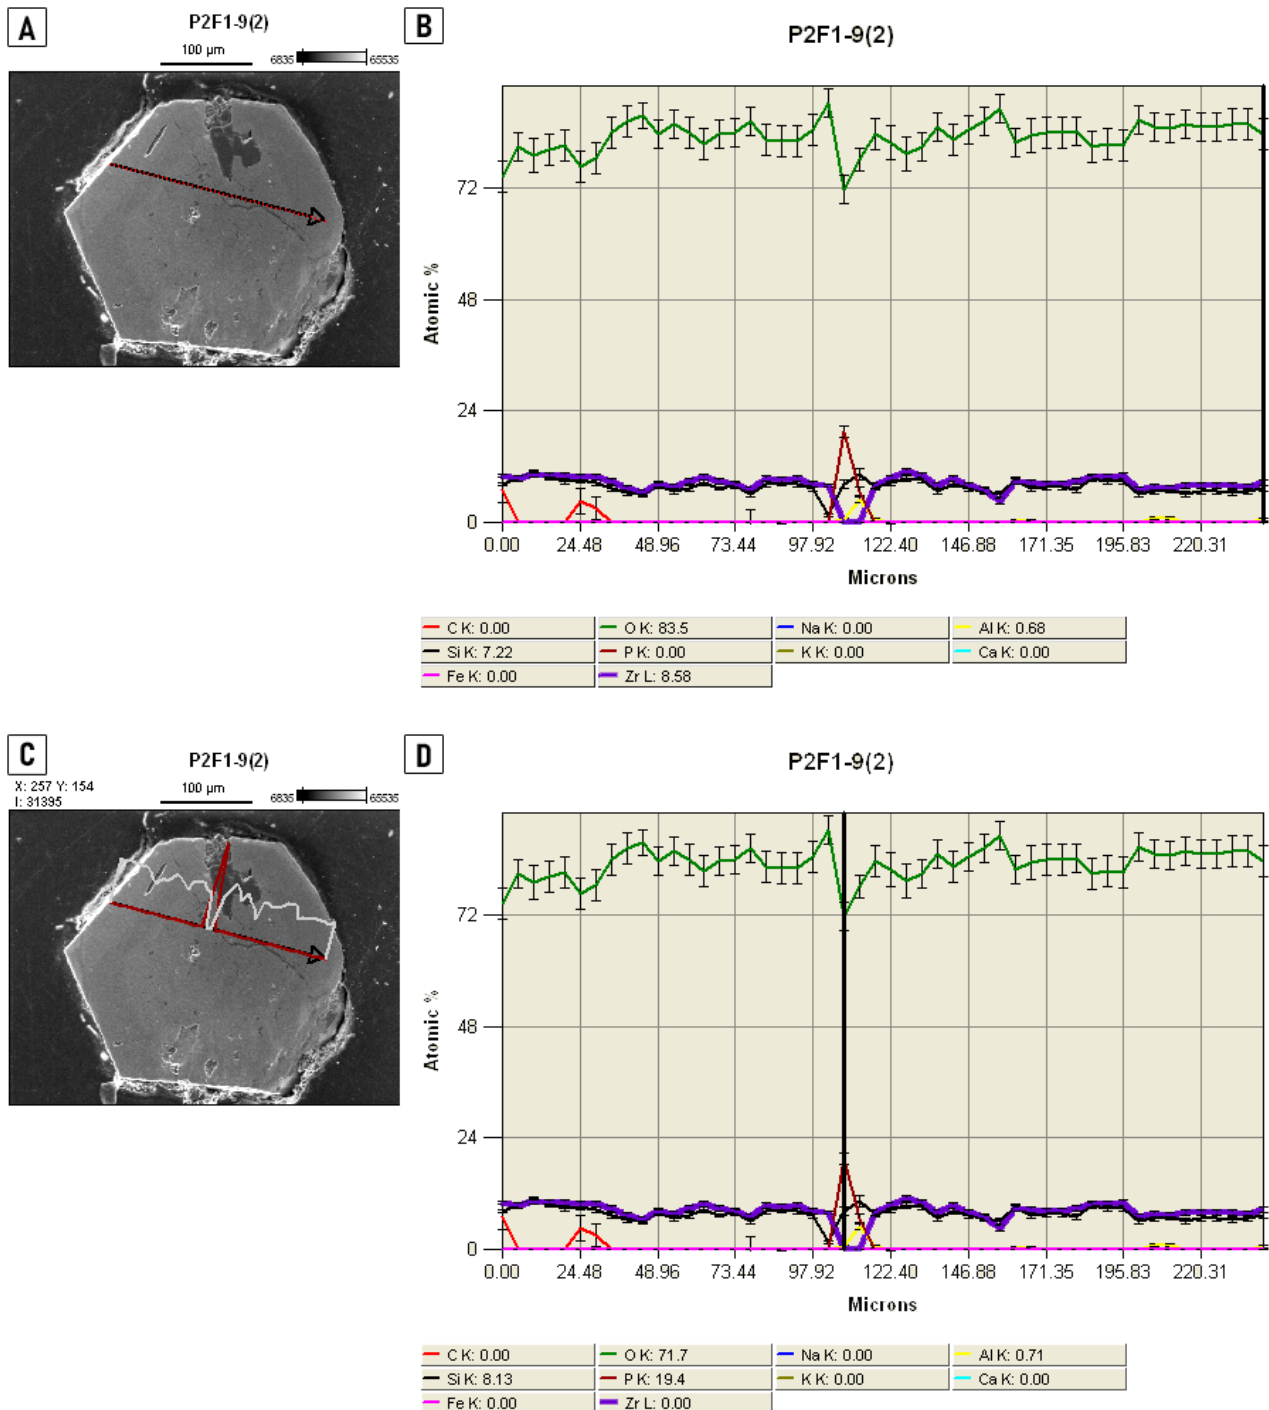 A
P2F1-9(2)
100 µm
6835 65535
B
P2F1-9(2)
Atomic %
72
48
24
0
0.00 24.48 48.96 73.44 97.92 122.40 146.88 171.35 195.83 220.31
Microns
C K: 0.00 O K: 83.5 Na K: 0.00 Al K: 0.68
Si K: 7.22 P K: 0.00 K K: 0.00 Ca K: 0.00
Fe K: 0.00 Zr L: 8.58
C
P2F1-9(2)
X: 257 Y: 154
I: 31395
100 µm
6835 65535
D
P2F1-9(2)
Atomic %
72
48
24
0
0.00 24.48 48.96 73.44 97.92 122.40 146.88 171.35 195.83 220.31
Microns
C K: 0.00 O K: 71.7 Na K: 0.00 Al K: 0.71
Si K: 8.13 P K: 19.4 K K: 0.00 Ca K: 0.00
Fe K: 0.00 Zr L: 0.00